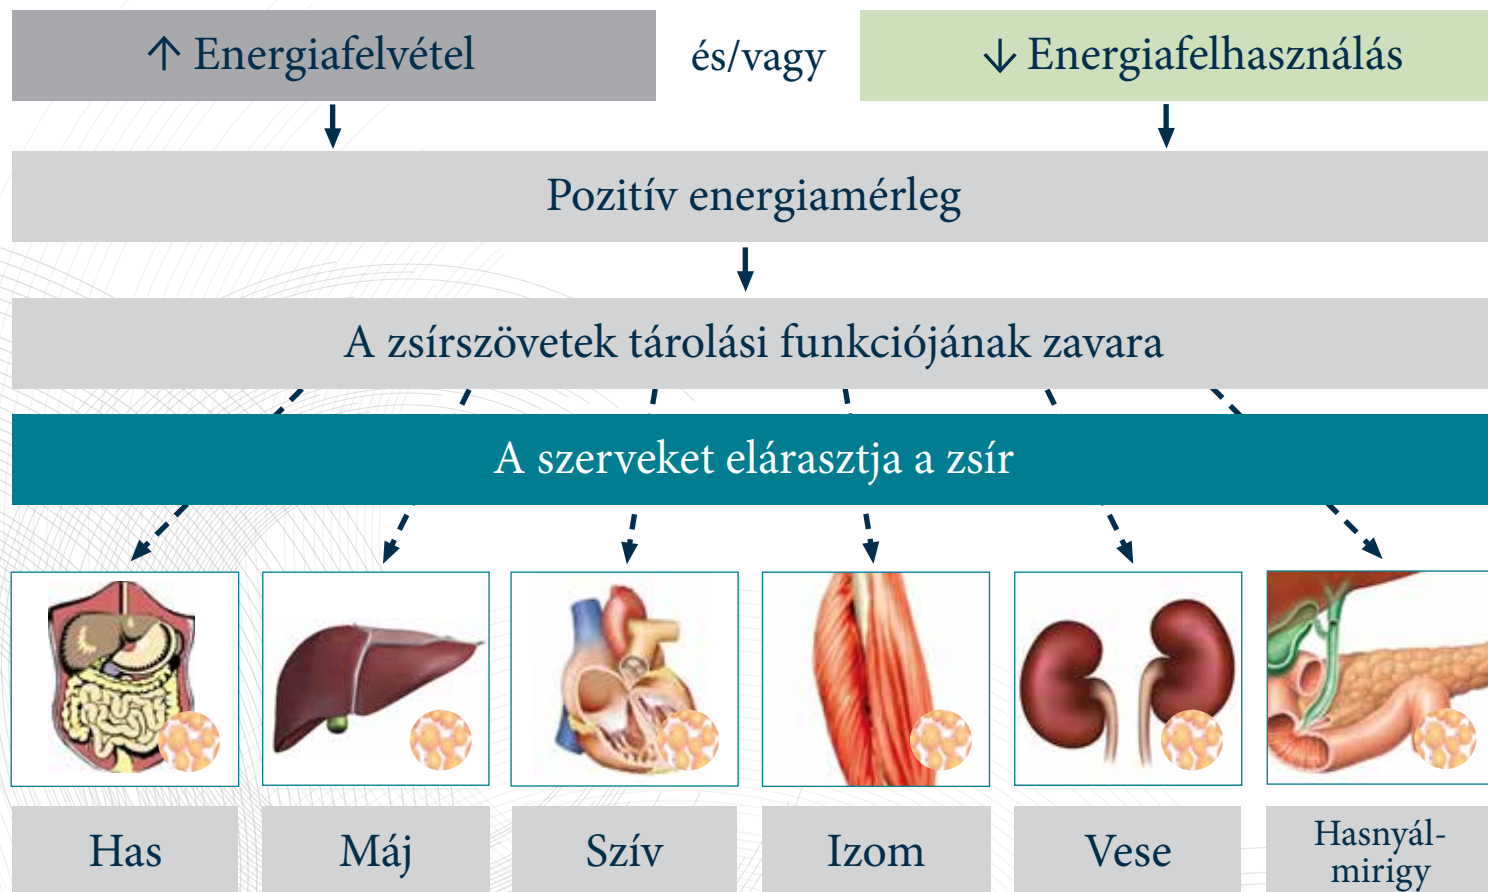 ↑ Energiafelvétel
és/vagy
↓ Energiafelhasználás
Pozitív energiamérleg
A zsírszövetek tárolási funkciójának zavara
A szerveket elárasztja a zsír
Has
Máj
Szív
Izom
Vese
Hasnyál-
mirigy